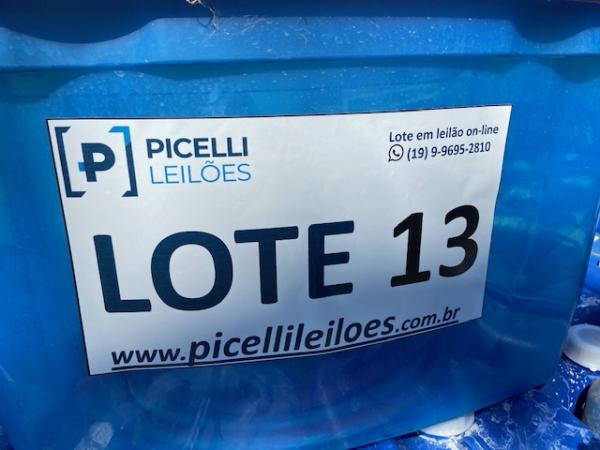 [P] PICELLI
LEILÕES
Lote em leilão on-line
(19) 9-9695-2810
LOTE 13
www.picellileiloes.com.br